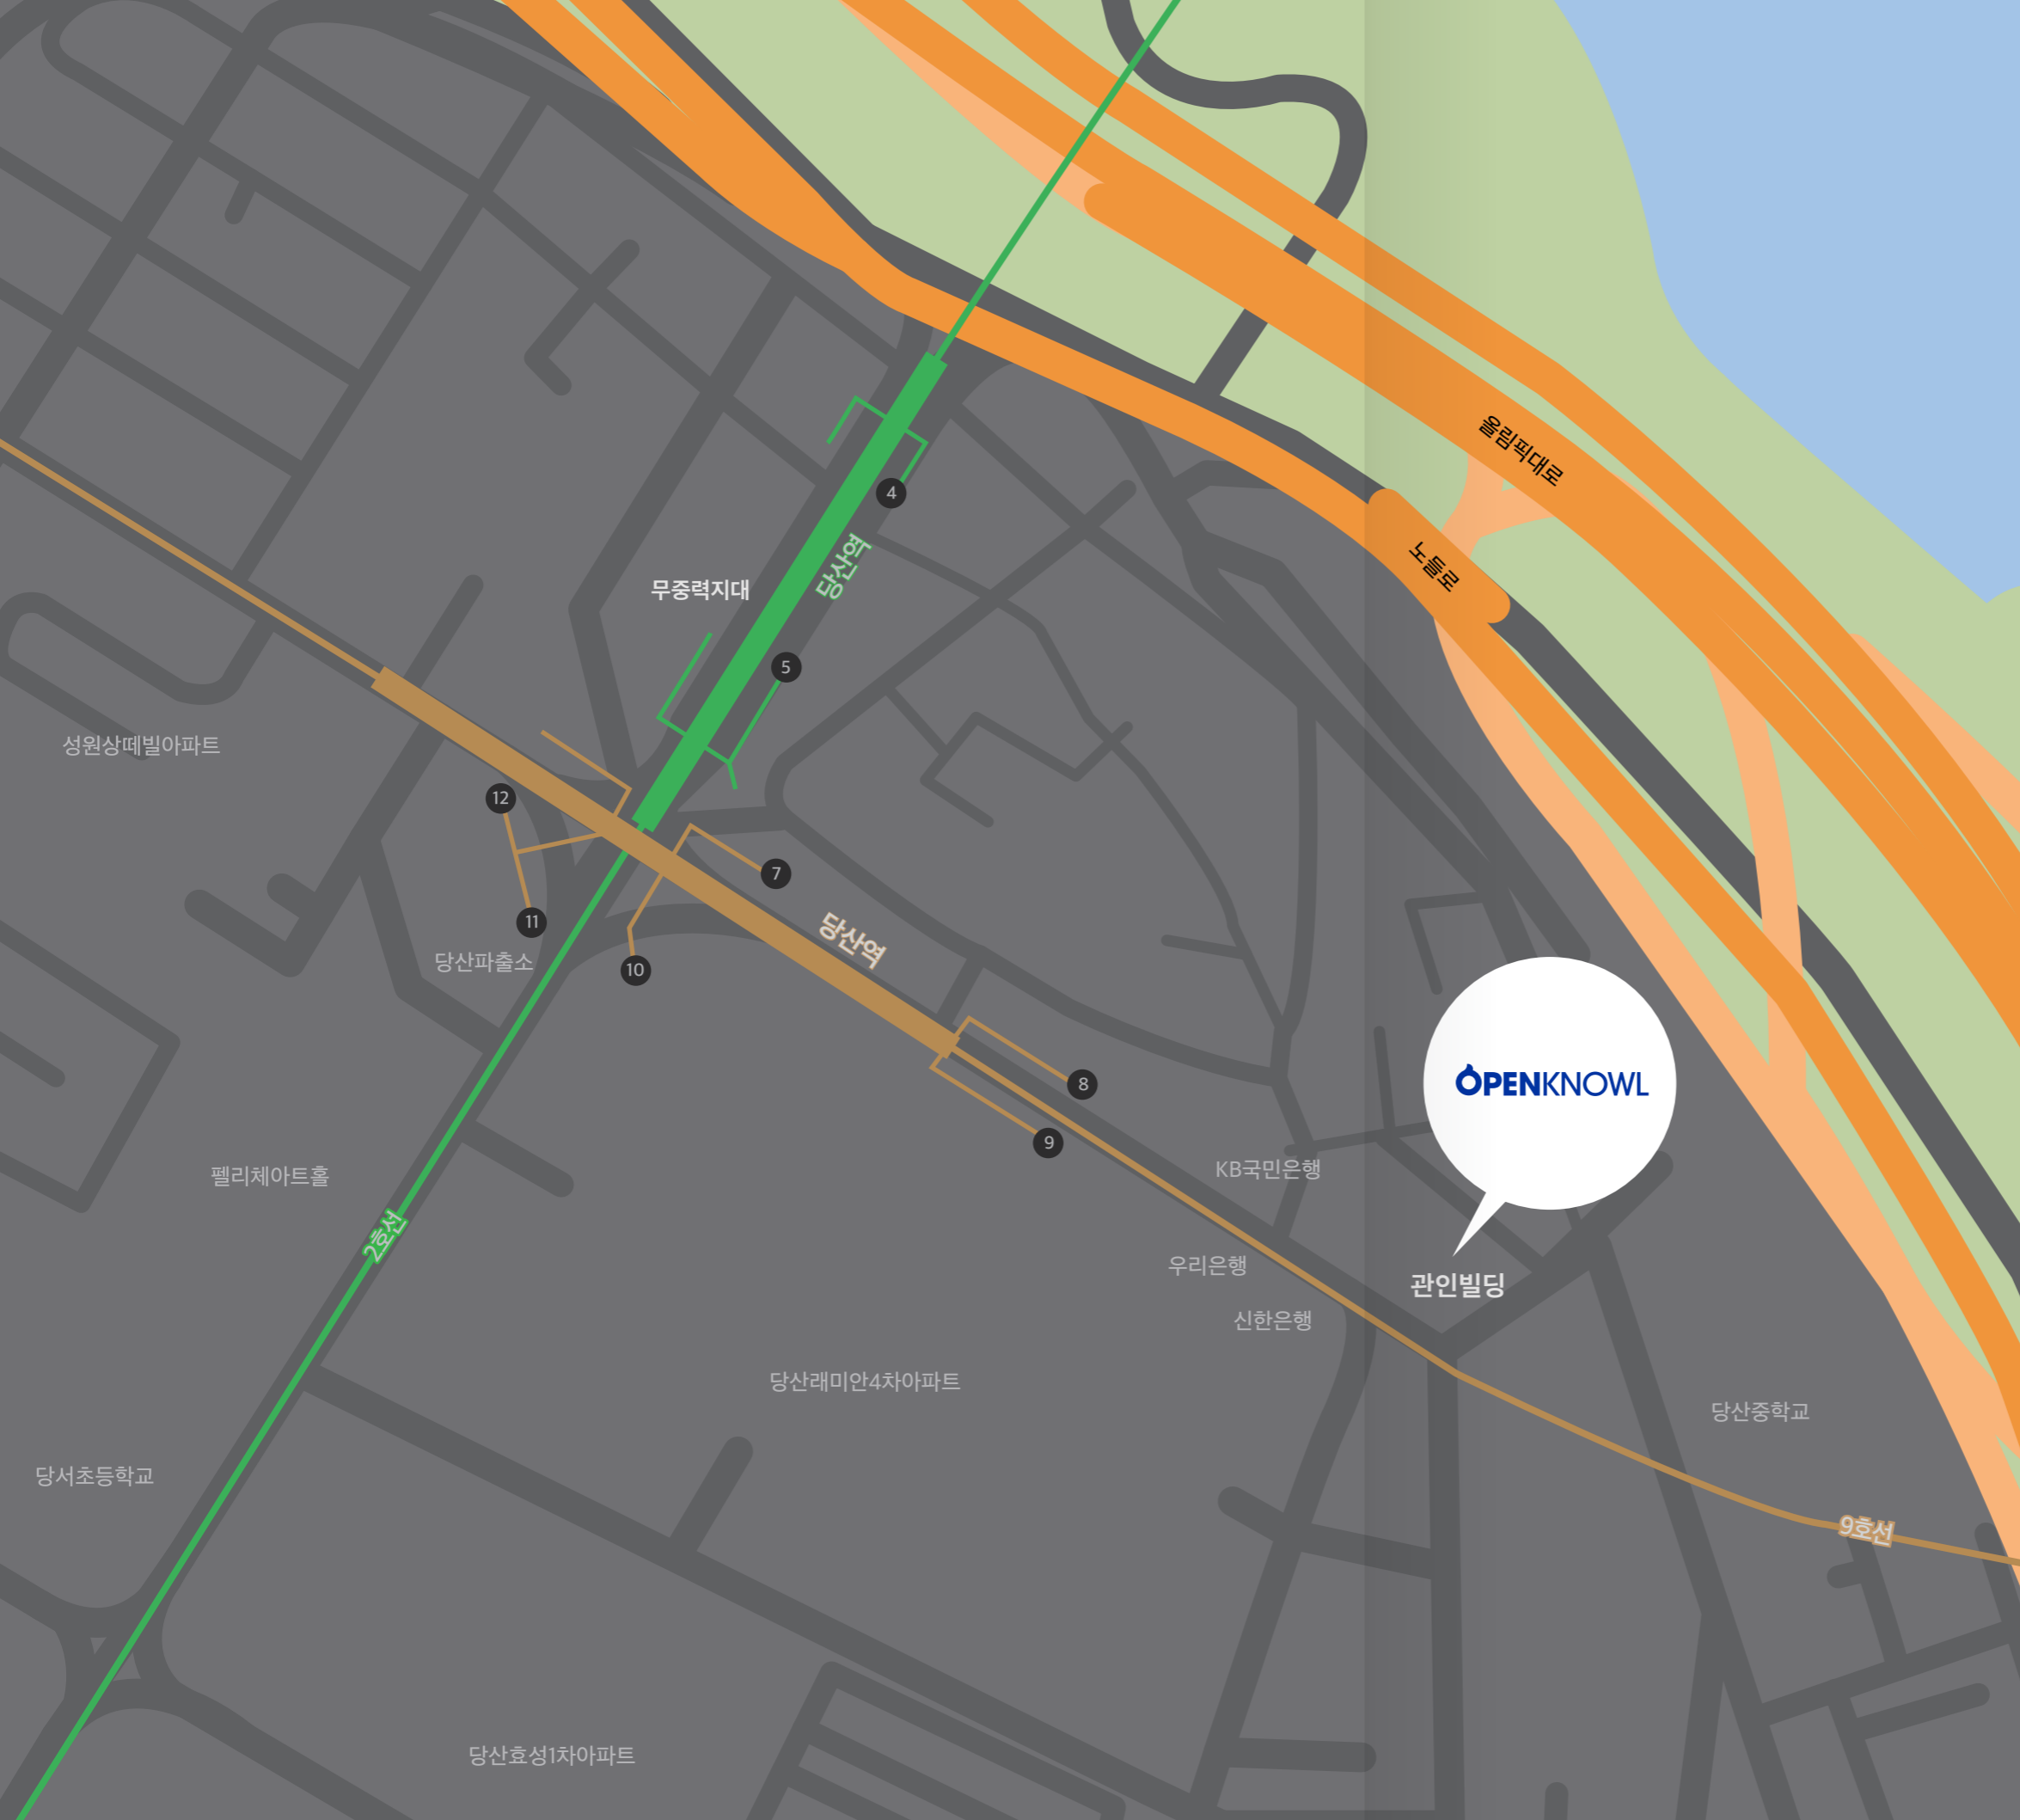 올림픽대로
4
노들로
당산역
무중력지대
5
성원상떼빌아파트
12
7
11
당산역
당산파출소
10
OPENKNOWL
8
9
KB국민은행
펠리체아트홀
2호선
우리은행
관인빌딩
신한은행
당산래미안4차아파트
당산중학교
당서초등학교
9호선
당산효성1차아파트